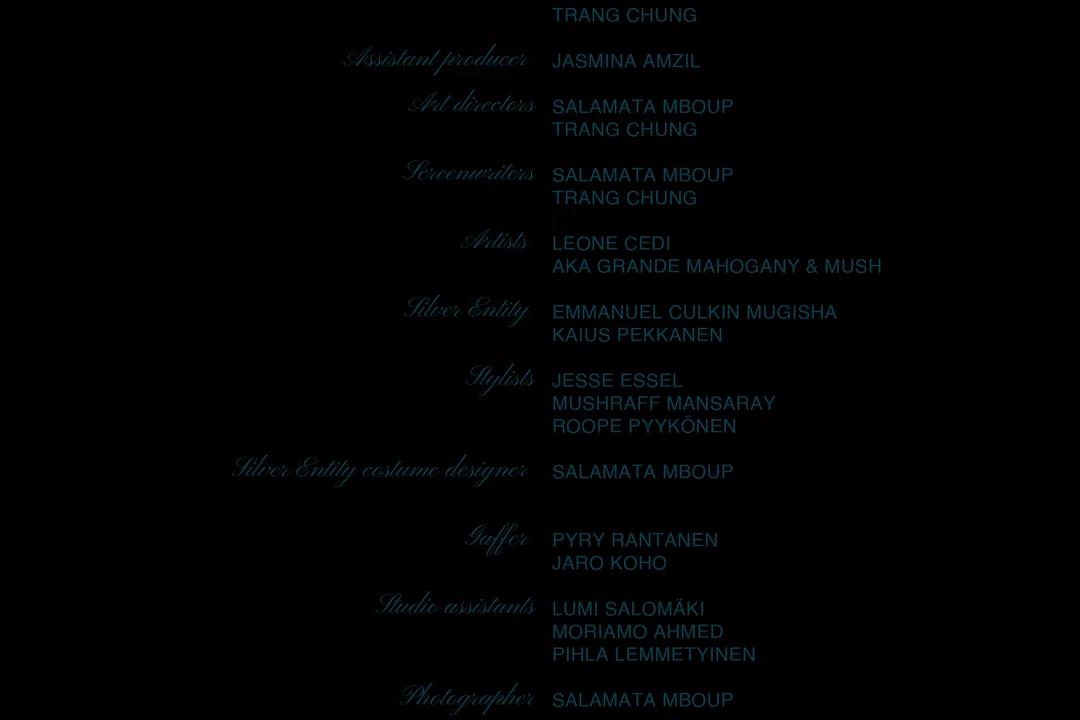 TRANG CHUNG
Assistant producer JASMINA AMZIL
Art directors SALAMATA MBOUP
TRANG CHUNG
Screenwriters SALAMATA MBOUP
TRANG CHUNG
Artists LEONE CEDI
AKA GRANDE MAHOGANY & MUSH
Silver Entity EMMANUEL CULKIN MUGISHA
KAIUS PEKKANEN
Stylists JESSE ESSEL
MUSHRAFF MANSARAY
ROOPE PYYKÖNEN
Silver Entity costume designer SALAMATA MBOUP
Gaffer PYRY RANTANEN
JARO KOHO
Studio assistants LUMI SALOMÄKI
MORIAMO AHMED
PIHLA LEMMETYINEN
Photographer SALAMATA MBOUP